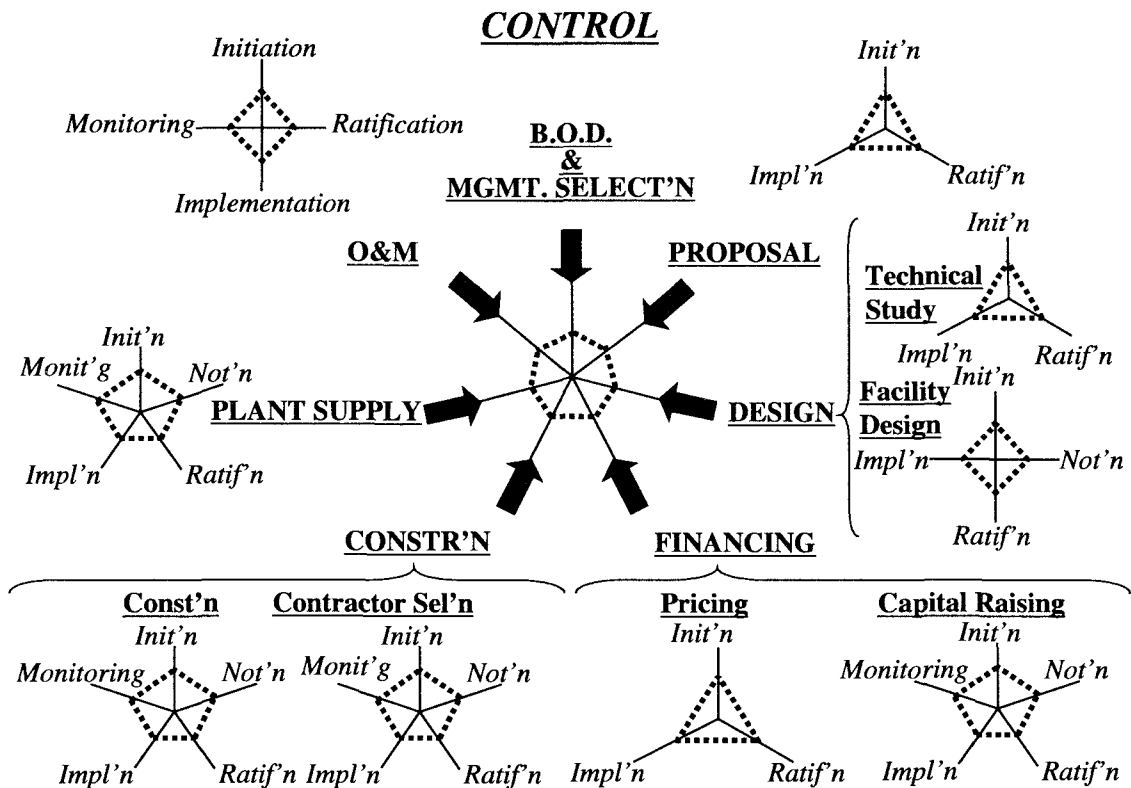 CONTROL
Initiation
Monitoring
Ratification
Implementation
B.O.D.
&
MGMT. SELECT'N
Init'n
Impl'n
Ratif'n
O&M
PROPOSAL
Init'n
Technical
Study
Impl'n
Ratif'n
Init'n
Monit'g
Not'n
Impl'n
Ratif'n
PLANT SUPPLY
DESIGN
Init'n
Facility
Design
Impl'n
Not'n
Ratif'n
CONSTR'N
FINANCING
Const'n
Init'n
Monitoring
Not'n
Impl'n
Ratif'n
Contractor Sel'n
Init'n
Monit'g
Not'n
Impl'n
Ratif'n
Pricing
Init'n
Impl'n
Ratif'n
Capital Raising
Init'n
Monitoring
Not'n
Impl'n
Ratif'n